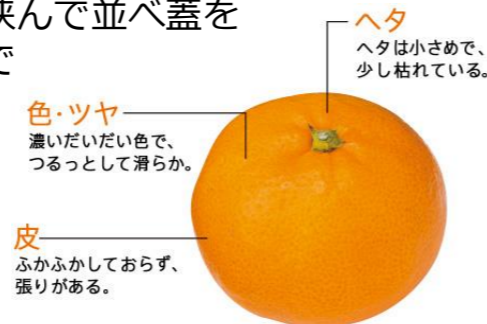 挟んで並べ蓋を
で
ヘタ
ヘタは小さめで、
少し枯れている。
色・ツヤ
濃いだいだい色で、
つるっとして滑らか。
皮
ふかふかしておらず、
張りがある。